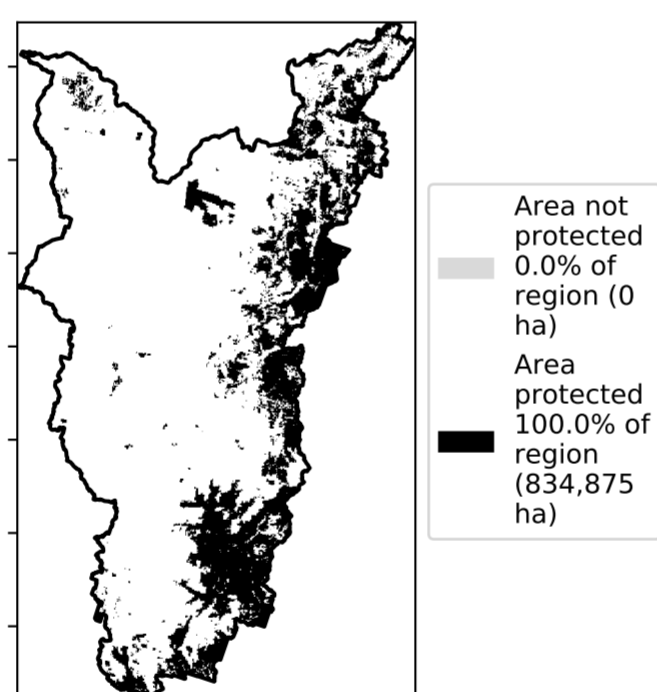 Area not
protected
0.0% of
region (0
ha)
Area
protected
100.0% of
region
(834,875
ha)